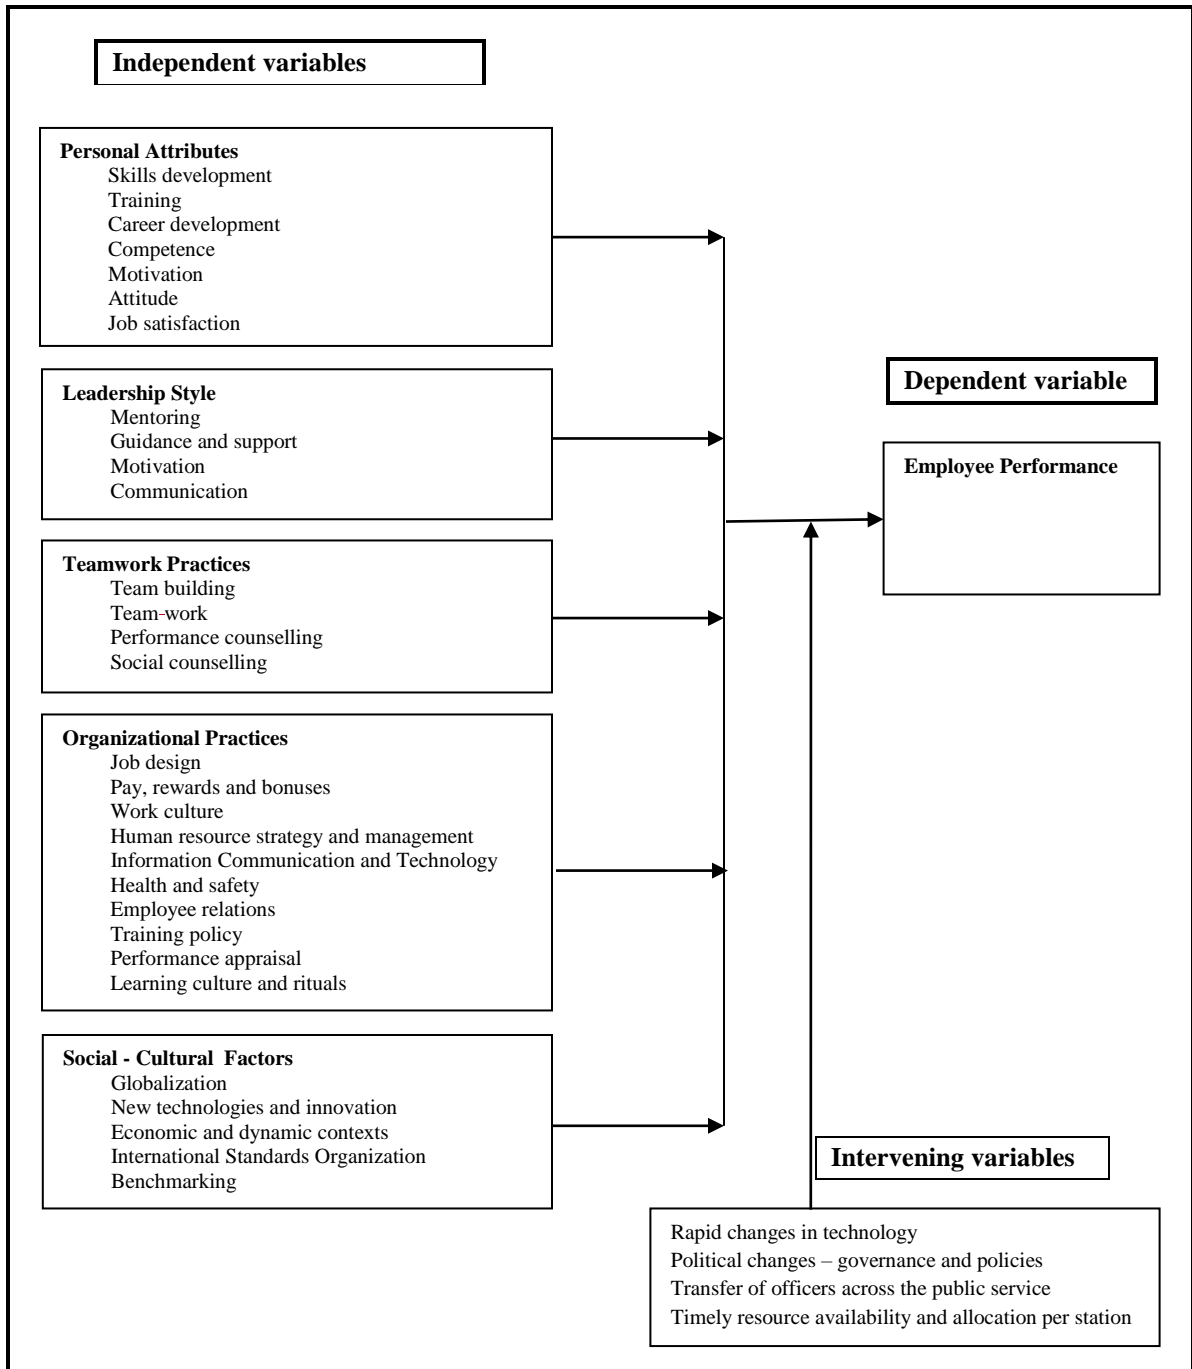 Independent variables
Personal Attributes
Skills development
Training
Career development
Competence
Motivation
Attitude
Job satisfaction
Leadership Style
Mentoring
Guidance and support
Motivation
Communication
Teamwork Practices
Team building
Team-work
Performance counselling
Social counselling
Organizational Practices
Job design
Pay, rewards and bonuses
Work culture
Human resource strategy and management
Information Communication and Technology
Health and safety
Employee relations
Training policy
Performance appraisal
Learning culture and rituals
Social - Cultural Factors
Globalization
New technologies and innovation
Economic and dynamic contexts
International Standards Organization
Benchmarking
Dependent variable
Employee Performance
Intervening variables
Rapid changes in technology
Political changes – governance and policies
Transfer of officers across the public service
Timely resource availability and allocation per station